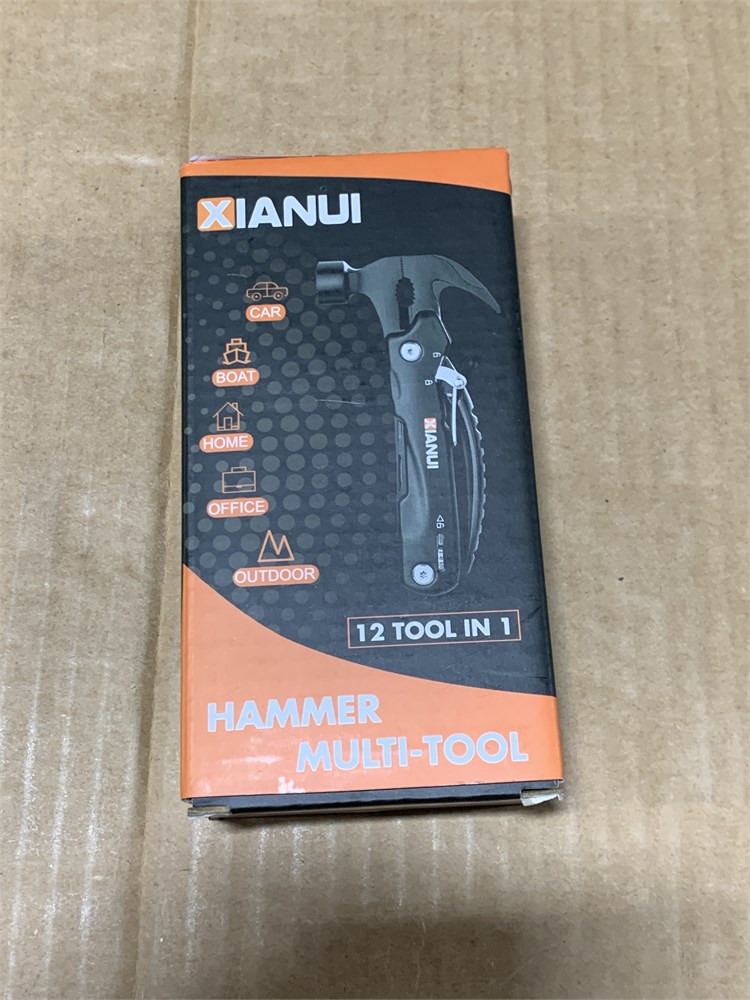 XIANUI
CAR
BOAT
HOME
OFFICE
OUTDOOR
XIANUI
12 TOOL IN 1
HAMMER
MULTI-TOOL